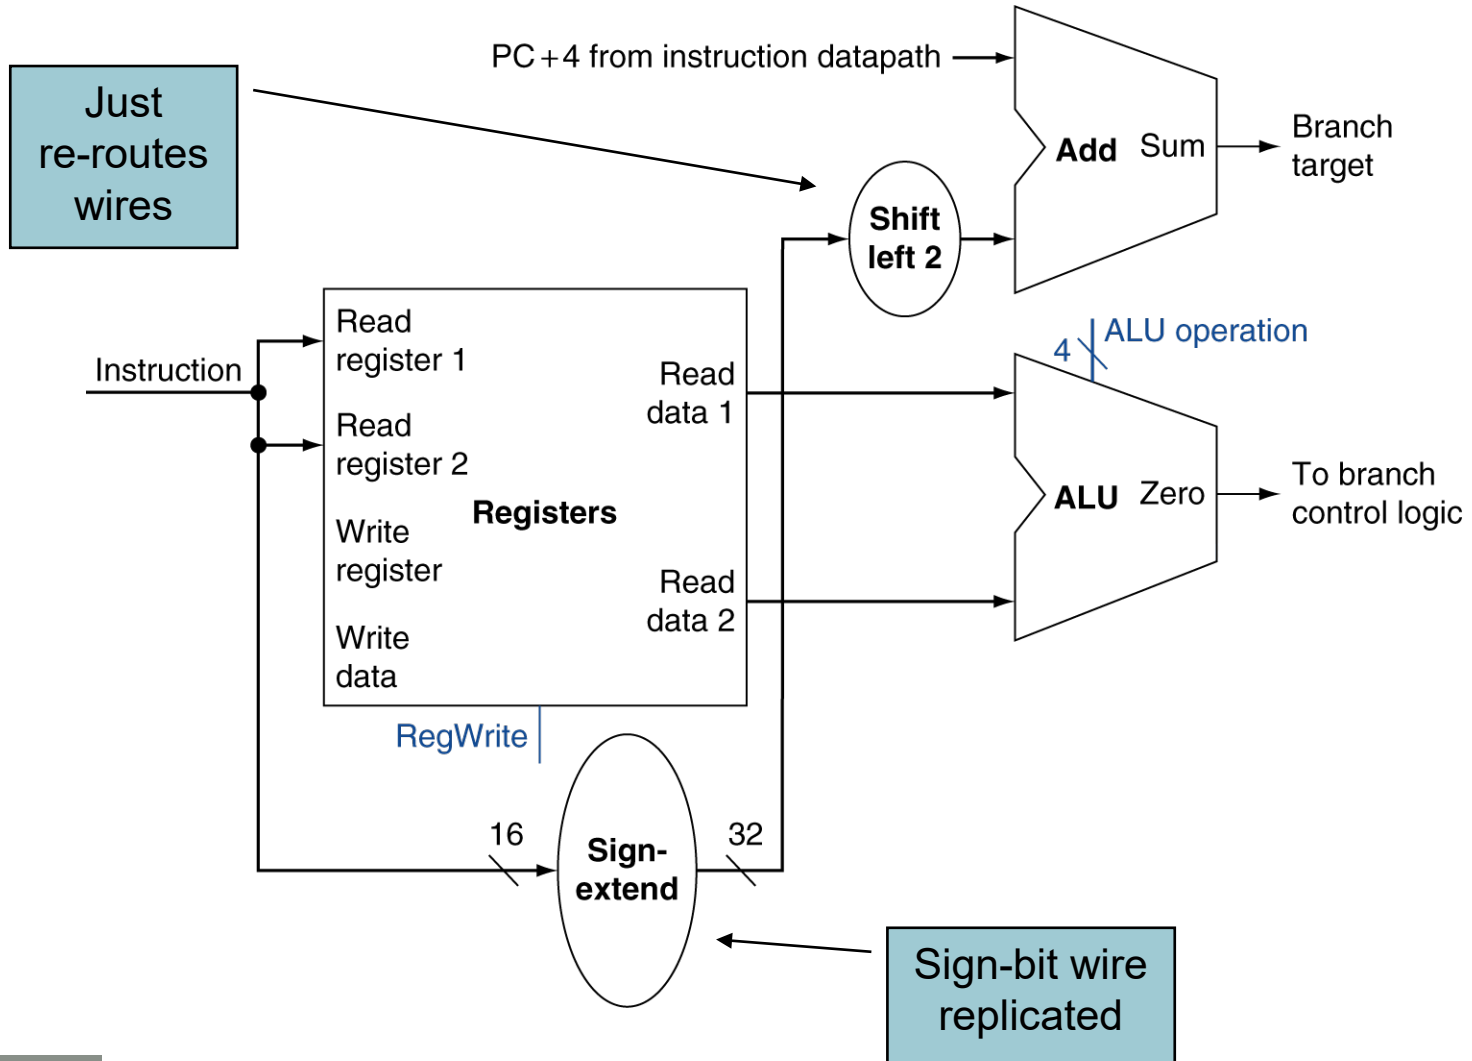 PC+4 from instruction datapath
Just
re-routes
wires
Add Sum
Branch
target
Shift
left 2
Instruction
Read
register 1
Read
register 2
Write
register
Write
data
Registers
Read
data 1
Read
data 2
RegWrite
4
ALU operation
ALU Zero
To branch
control logic
16
Sign-
extend
32
Sign-bit wire
replicated